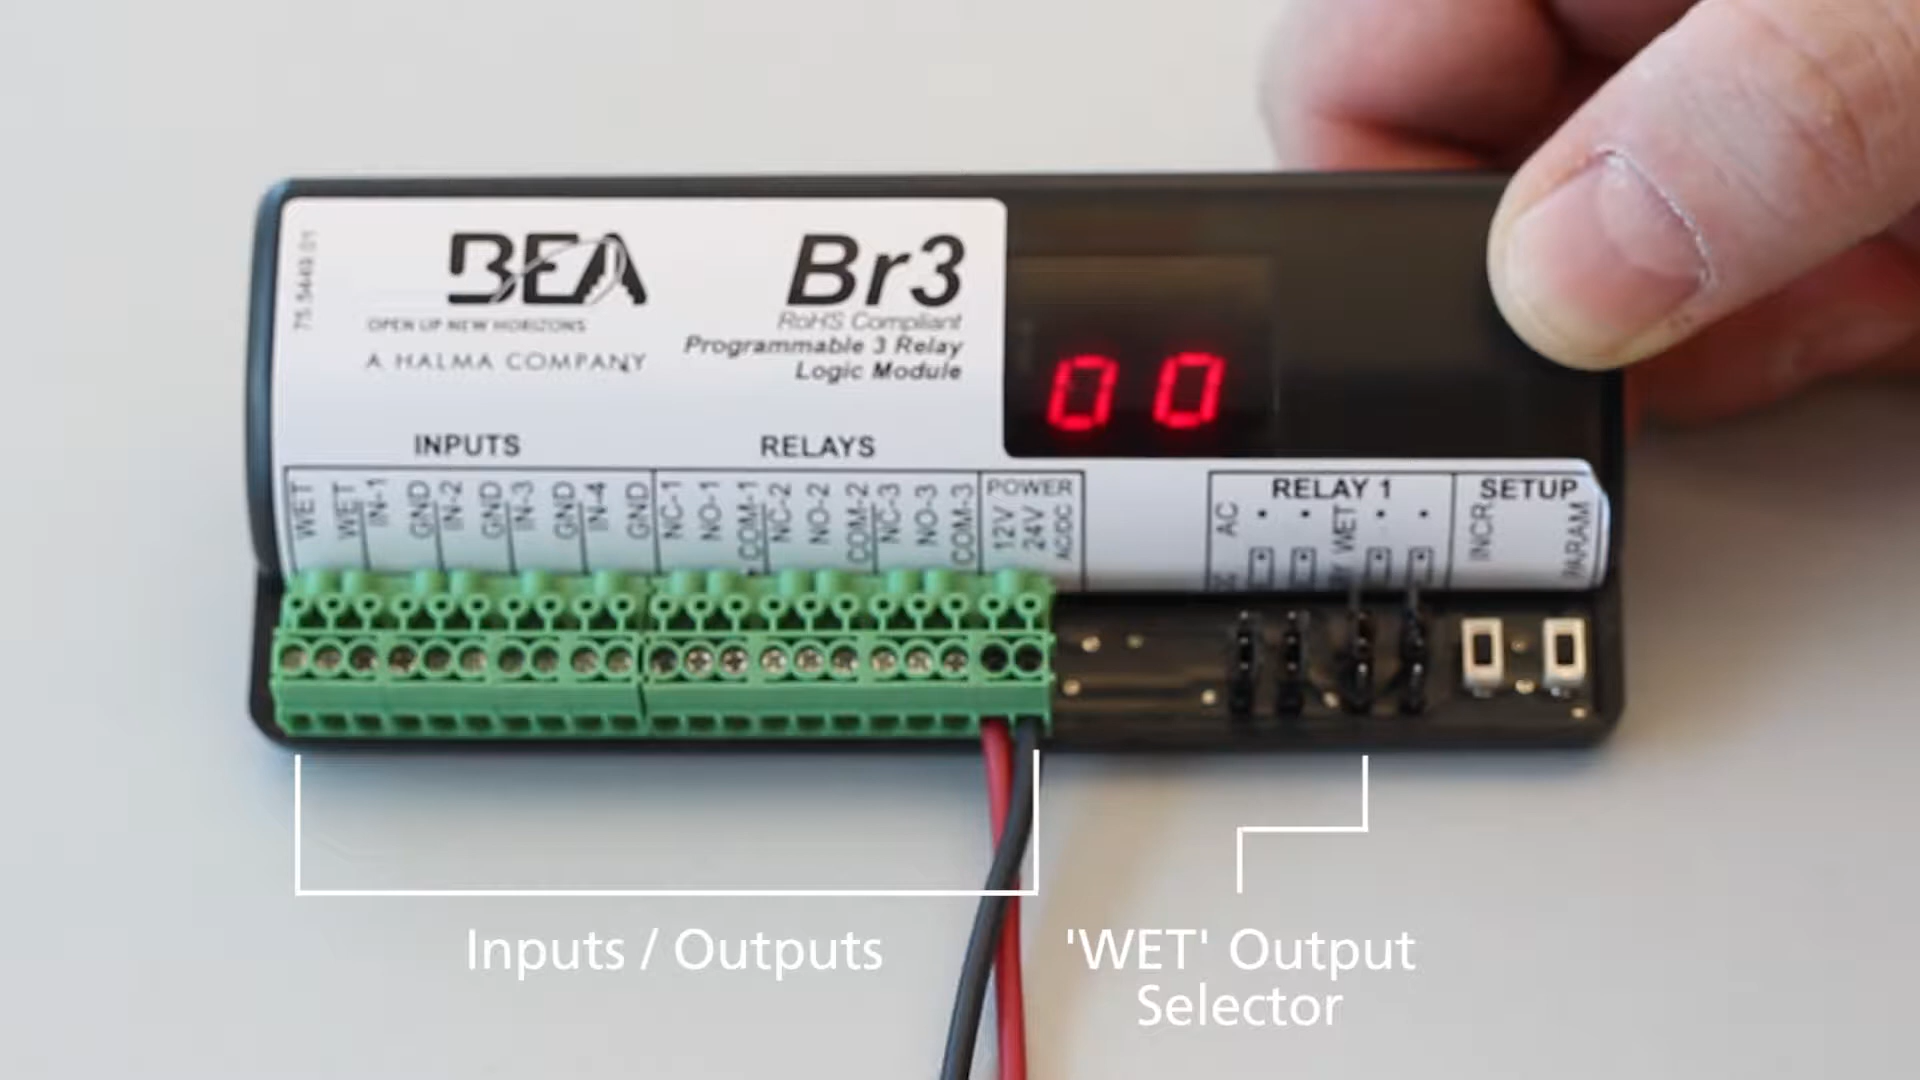 75.5449.01
BEA
OPEN UP NEW HORIZONS
A HALMA COMPANY
Br3
RoHS Compliant
Programmable 3 Relay
Logic Module
00
INPUTS
RELAYS
WET
WET
IN-1
GND
IN-2
GND
IN-3
GND
IN-4
GND
NC-1
NO-1
COM-1
NC-2
NO-2
COM-2
NC-3
NO-3
COM-3
POWER
12V
24V
AC/DC
RELAY 1
AC
WET
SETUP
INCR.
PARAM
Inputs / Outputs
'WET' Output
Selector